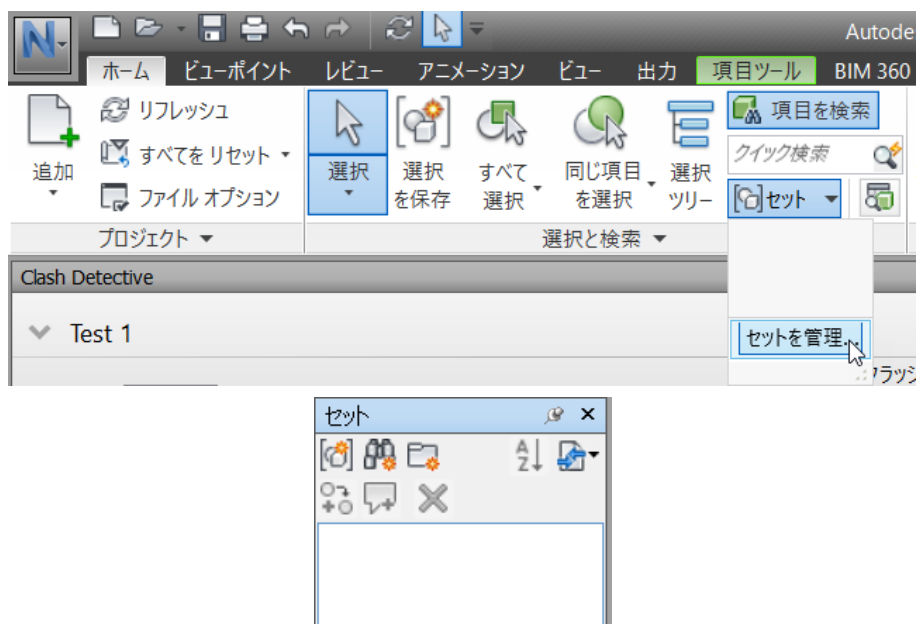 Autode
ホーム ビューポイント レビュー アニメーション ビュー 出力 項目ツール BIM 360
リフレッシュ
すべてを リセット
ファイル オプション
追加
選択
選択
を保存
すべて
選択
同じ項目
を選択
選択
ツリー
項目を検索
クイック検索
セット
プロジェクト
選択と検索
Clash Detective
Test 1
セットを管理...
クラッシ
セット
A
Z